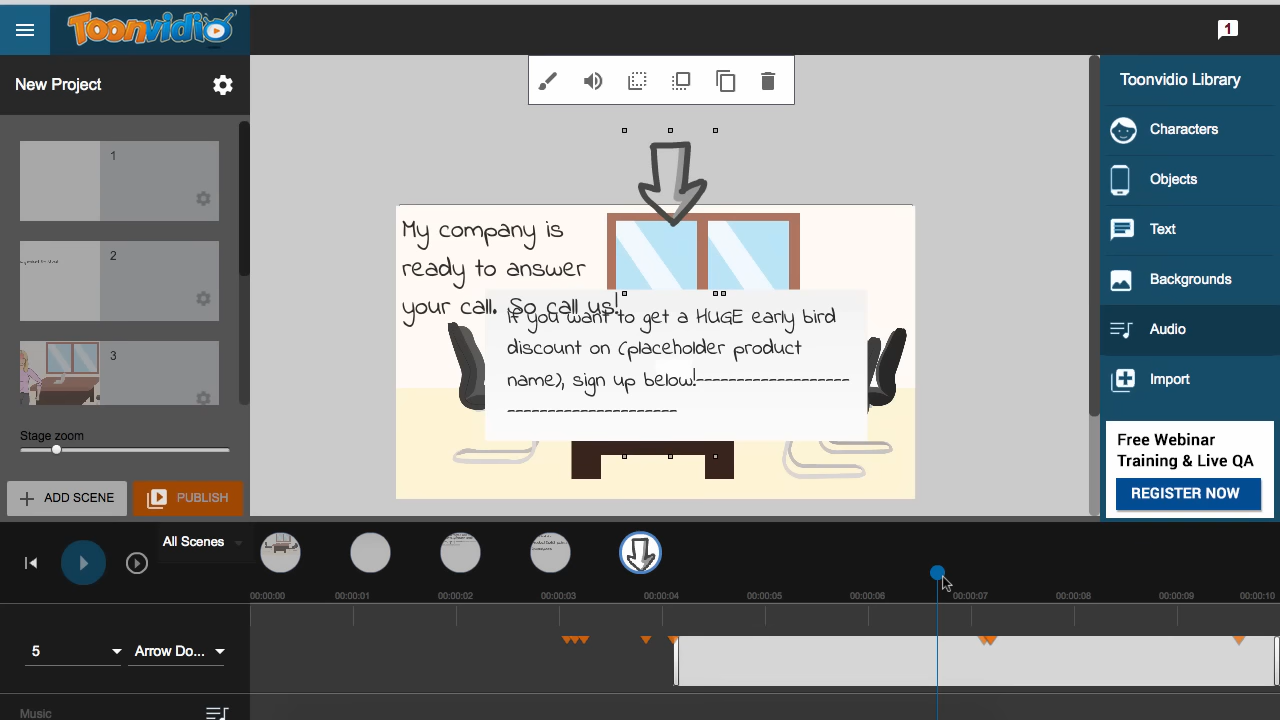 Toonvidio
1
New Project
Toonvidio Library
1
2
3
Stage zoom
ADD SCENE
PUBLISH
My company is
ready to answer
your call. So call us!
If you want to get a HUGE early bird
discount on (placeholder product
name), sign up below!-------------------
---------------------
Characters
Objects
Text
Backgrounds
Audio
Import
Free Webinar
Training & Live QA
REGISTER NOW
All Scenes
00:00:00 00:00:01 00:00:02 00:00:03 00:00:04 00:00:05 00:00:06 00:00:07 00:00:08 00:00:09 00:00:10
5 Arrow Do...
Music